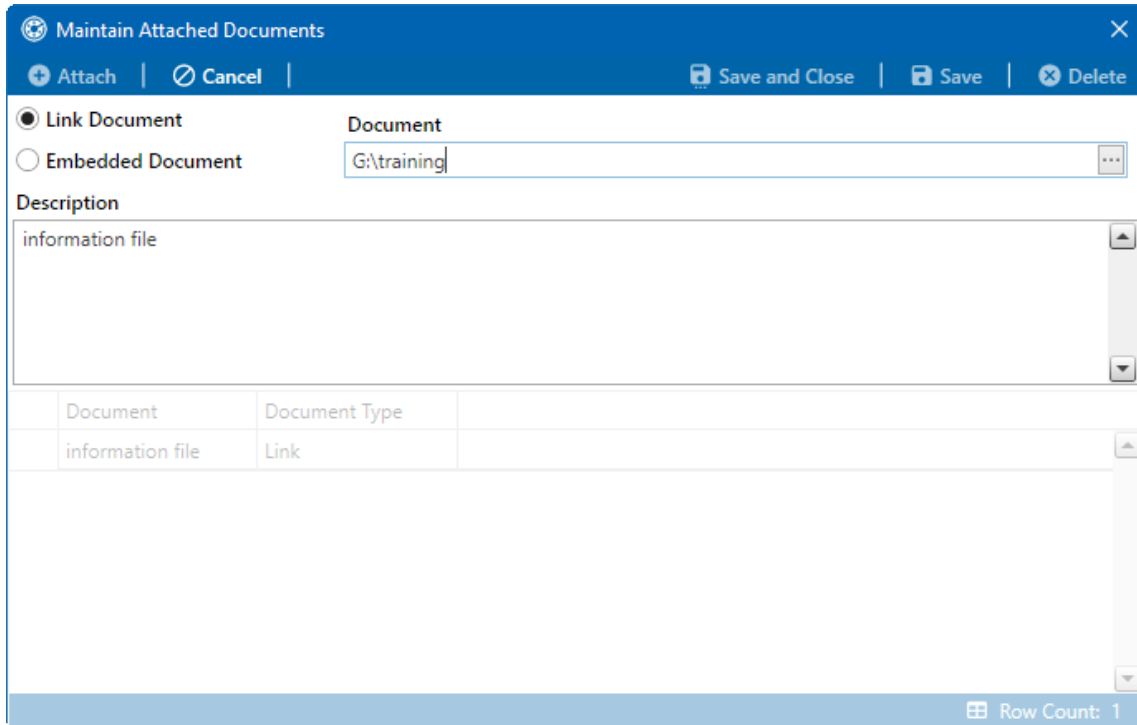 Maintain Attached Documents
Attach Cancel Save and Close Save Delete
Link Document
Document
Embedded Document
G:\training
Description
information file
Document Document Type
information file Link
Row Count: 1